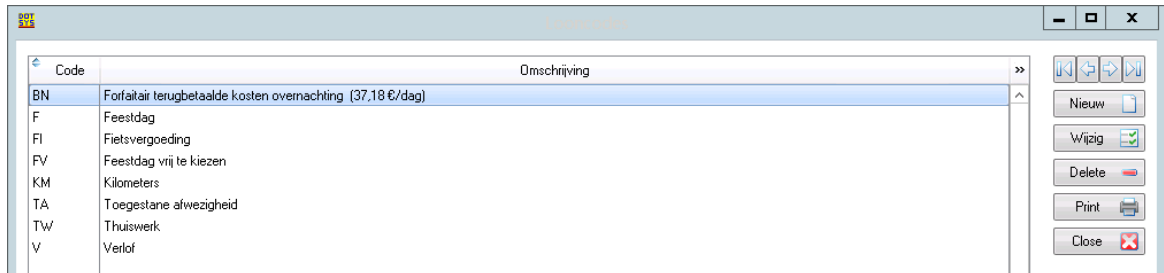 DAT
SYS
Code Omschrijving »
BN Forfaitair terugbetaalde kosten overnachting (37,18 €/dag)
F Feestdag
FI Fietsvergoeding
FV Feestdag vrij te kiezen
KM Kilometers
TA Toegestane afwezigheid
TW Thuiswerk
V Verlof
Nieuw
Wijzig
Delete
Print
Close